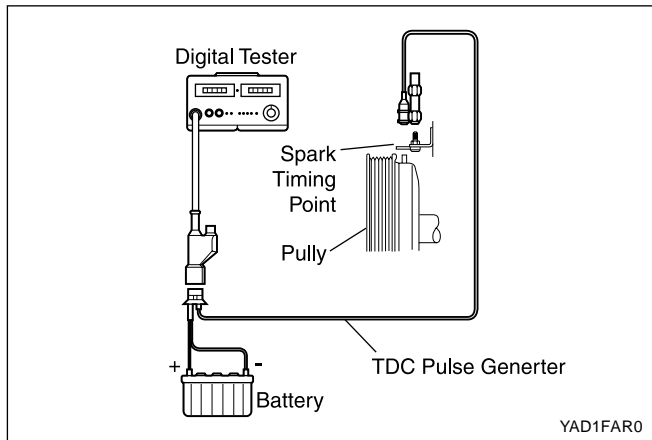 Digital Tester
Spark
Timing
Point
Pully
TDC Pulse Generter
+ -
Battery
YAD1FAR0